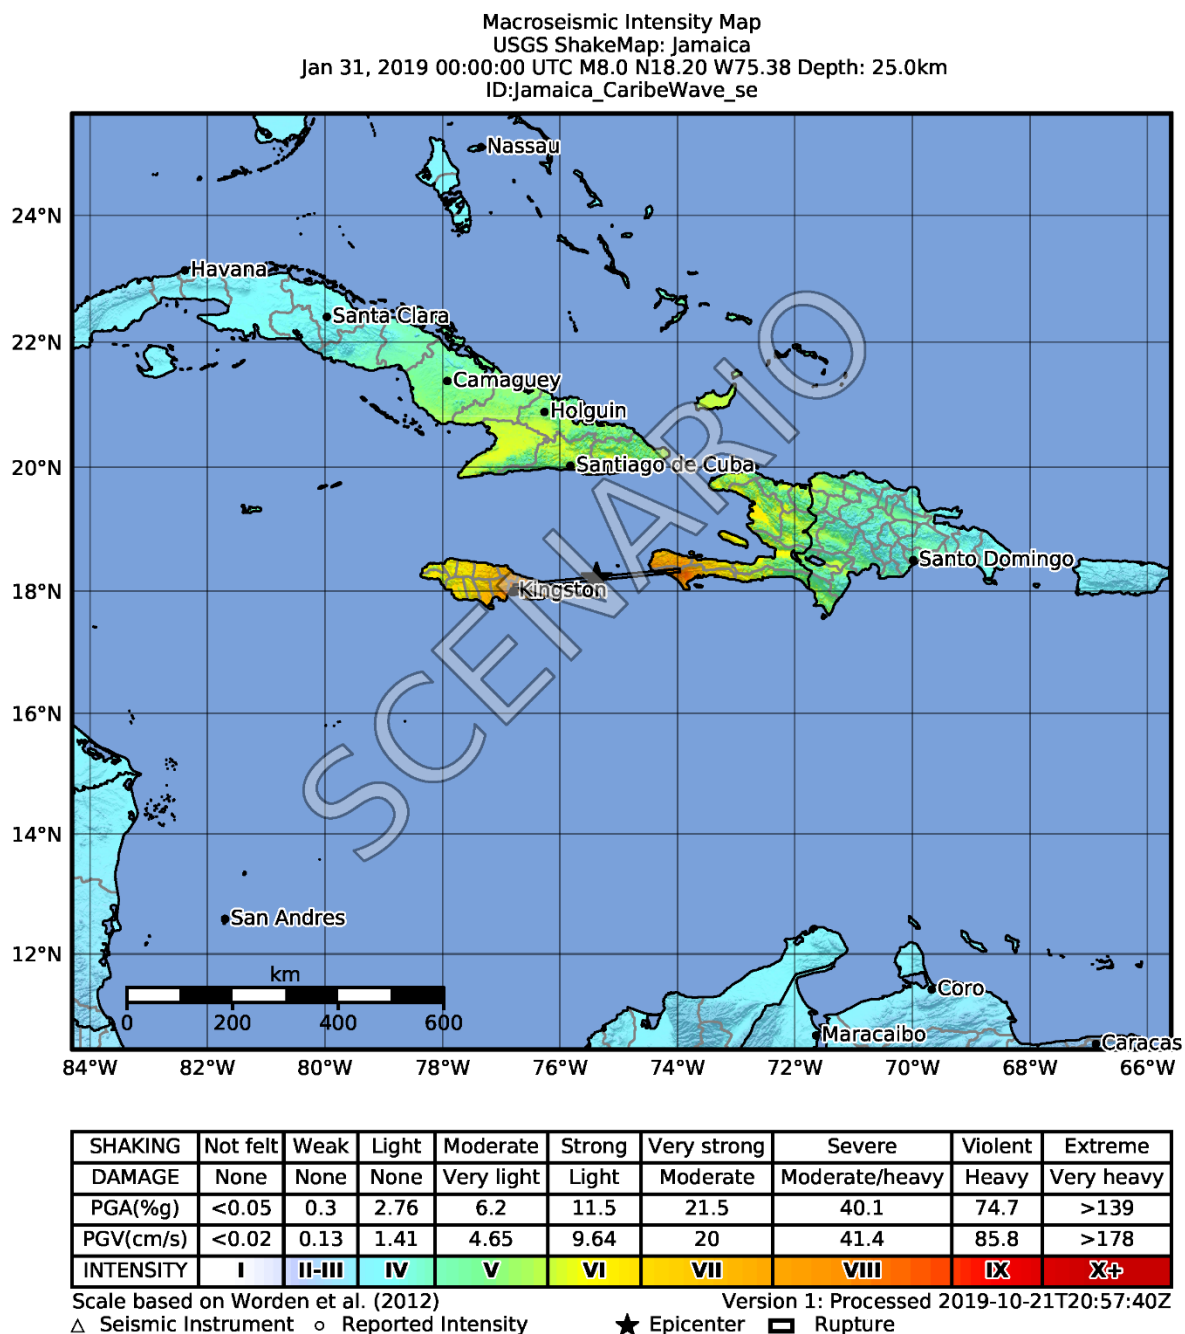 Macroseismic Intensity Map
USGS ShakeMap: Jamaica
Jan 31, 2019 00:00:00 UTC M8.0 N18.20 W75.38 Depth: 25.0km
ID:Jamaica_CaribeWave_se
Nassau
24°N
Havana
Santa Clara
22°N
Camaguey
Holguin
20°N
Santiago de Cuba
Santo Domingo
18°N
Kingston
SCENARIO
16°N
14°N
San Andres
12°N
km
Coro
0 200 400 600
Maracaibo
Caracas
84°W 82°W 80°W 78°W 76°W 74°W 72°W 70°W 68°W 66°W
SHAKING Not felt Weak Light Moderate Strong Very strong Severe Violent Extreme
DAMAGE None None None Very light Light Moderate Moderate/heavy Heavy Very heavy
PGA(%g) <0.05 0.3 2.76 6.2 11.5 21.5 40.1 74.7 >139
PGV(cm/s) <0.02 0.13 1.41 4.65 9.64 20 41.4 85.8 >178
INTENSITY I II-III IV V VI VII VIII IX X+
Scale based on Worden et al. (2012) Version 1: Processed 2019-10-21T20:57:40Z
△ Seismic Instrument ○ Reported Intensity ★ Epicenter Rupture